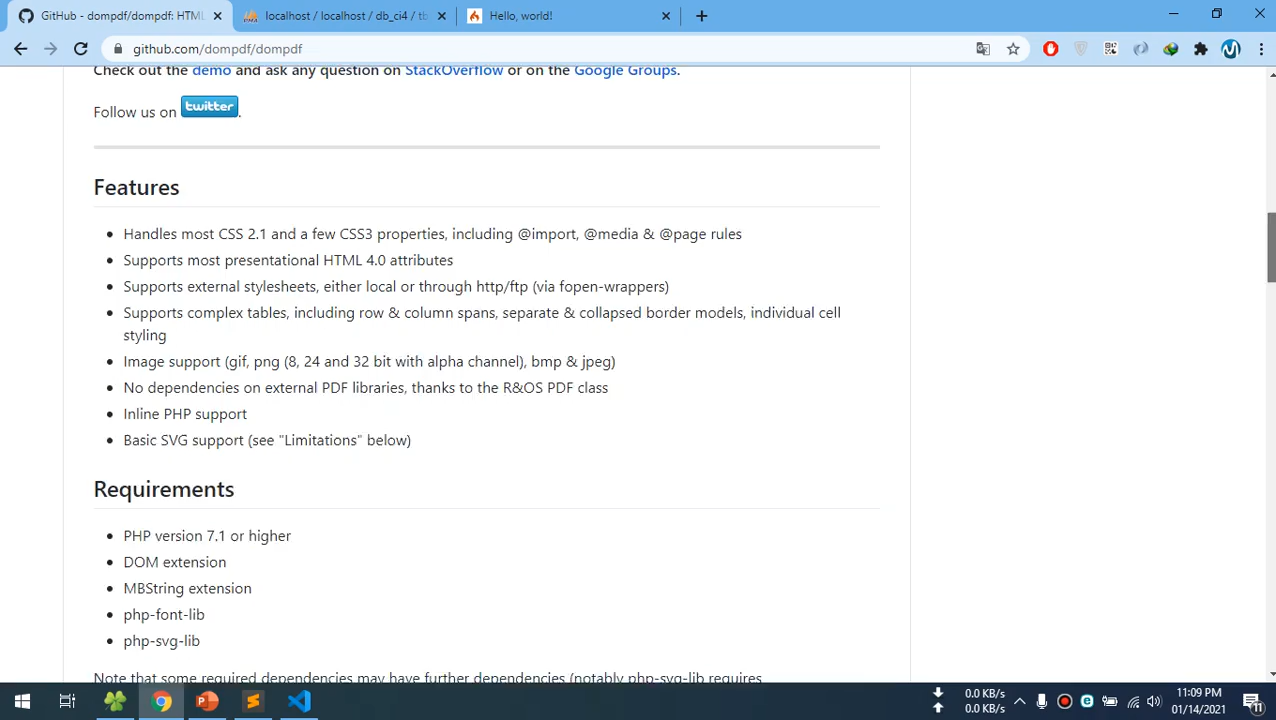 GitHub - dompdf/dompdf: HTML
localhost / localhost / db_ci4 / tb
Hello, world!
github.com/dompdf/dompdf
Check out the demo and ask any question on StackOverflow or on the Google Groups.
Follow us on twitter.
Features
Handles most CSS 2.1 and a few CSS3 properties, including @import, @media & @page rules
Supports most presentational HTML 4.0 attributes
Supports external stylesheets, either local or through http/ftp (via fopen-wrappers)
Supports complex tables, including row & column spans, separate & collapsed border models, individual cell
styling
Image support (gif, png (8, 24 and 32 bit with alpha channel), bmp & jpeg)
No dependencies on external PDF libraries, thanks to the R&OS PDF class
Inline PHP support
Basic SVG support (see "Limitations" below)
Requirements
PHP version 7.1 or higher
DOM extension
MBString extension
php-font-lib
php-svg-lib
Note that some required dependencies may have further dependencies (notably php-svg-lib requires
0.0 KB/s
0.0 KB/s
11:09 PM
01/14/2021
11